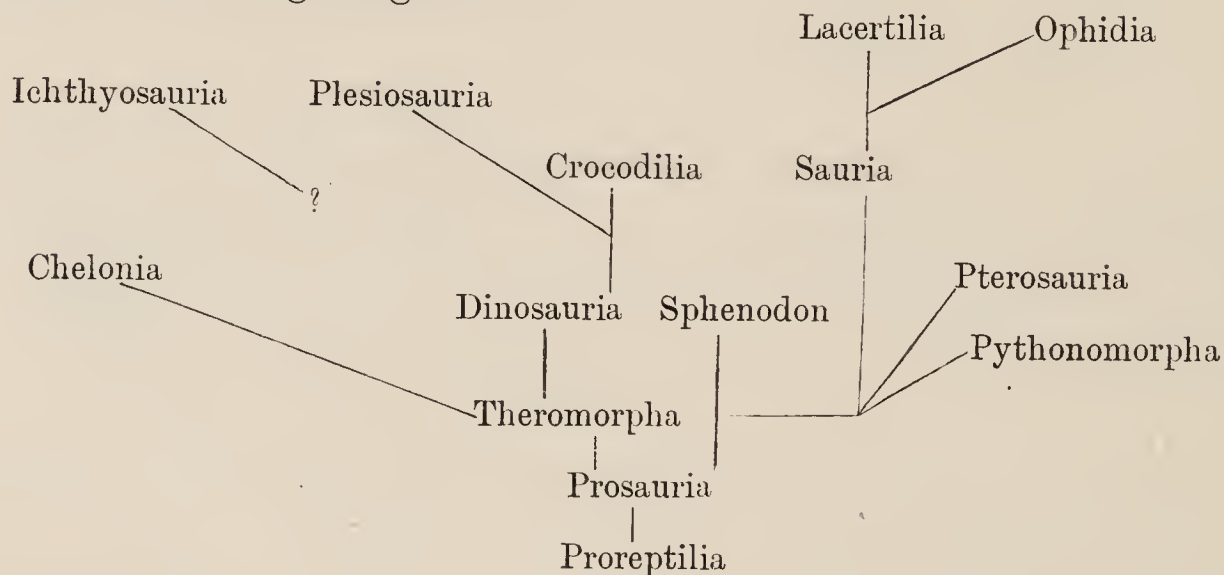 Lacertilia Ophidia
Ichthyosauria Plesiosauria
Crocodilia Sauria
?
Chelonia Pterosauria
Dinosauria Sphenodon
Pythonomorpha
Theromorpha
Prosauria
Proreptilia